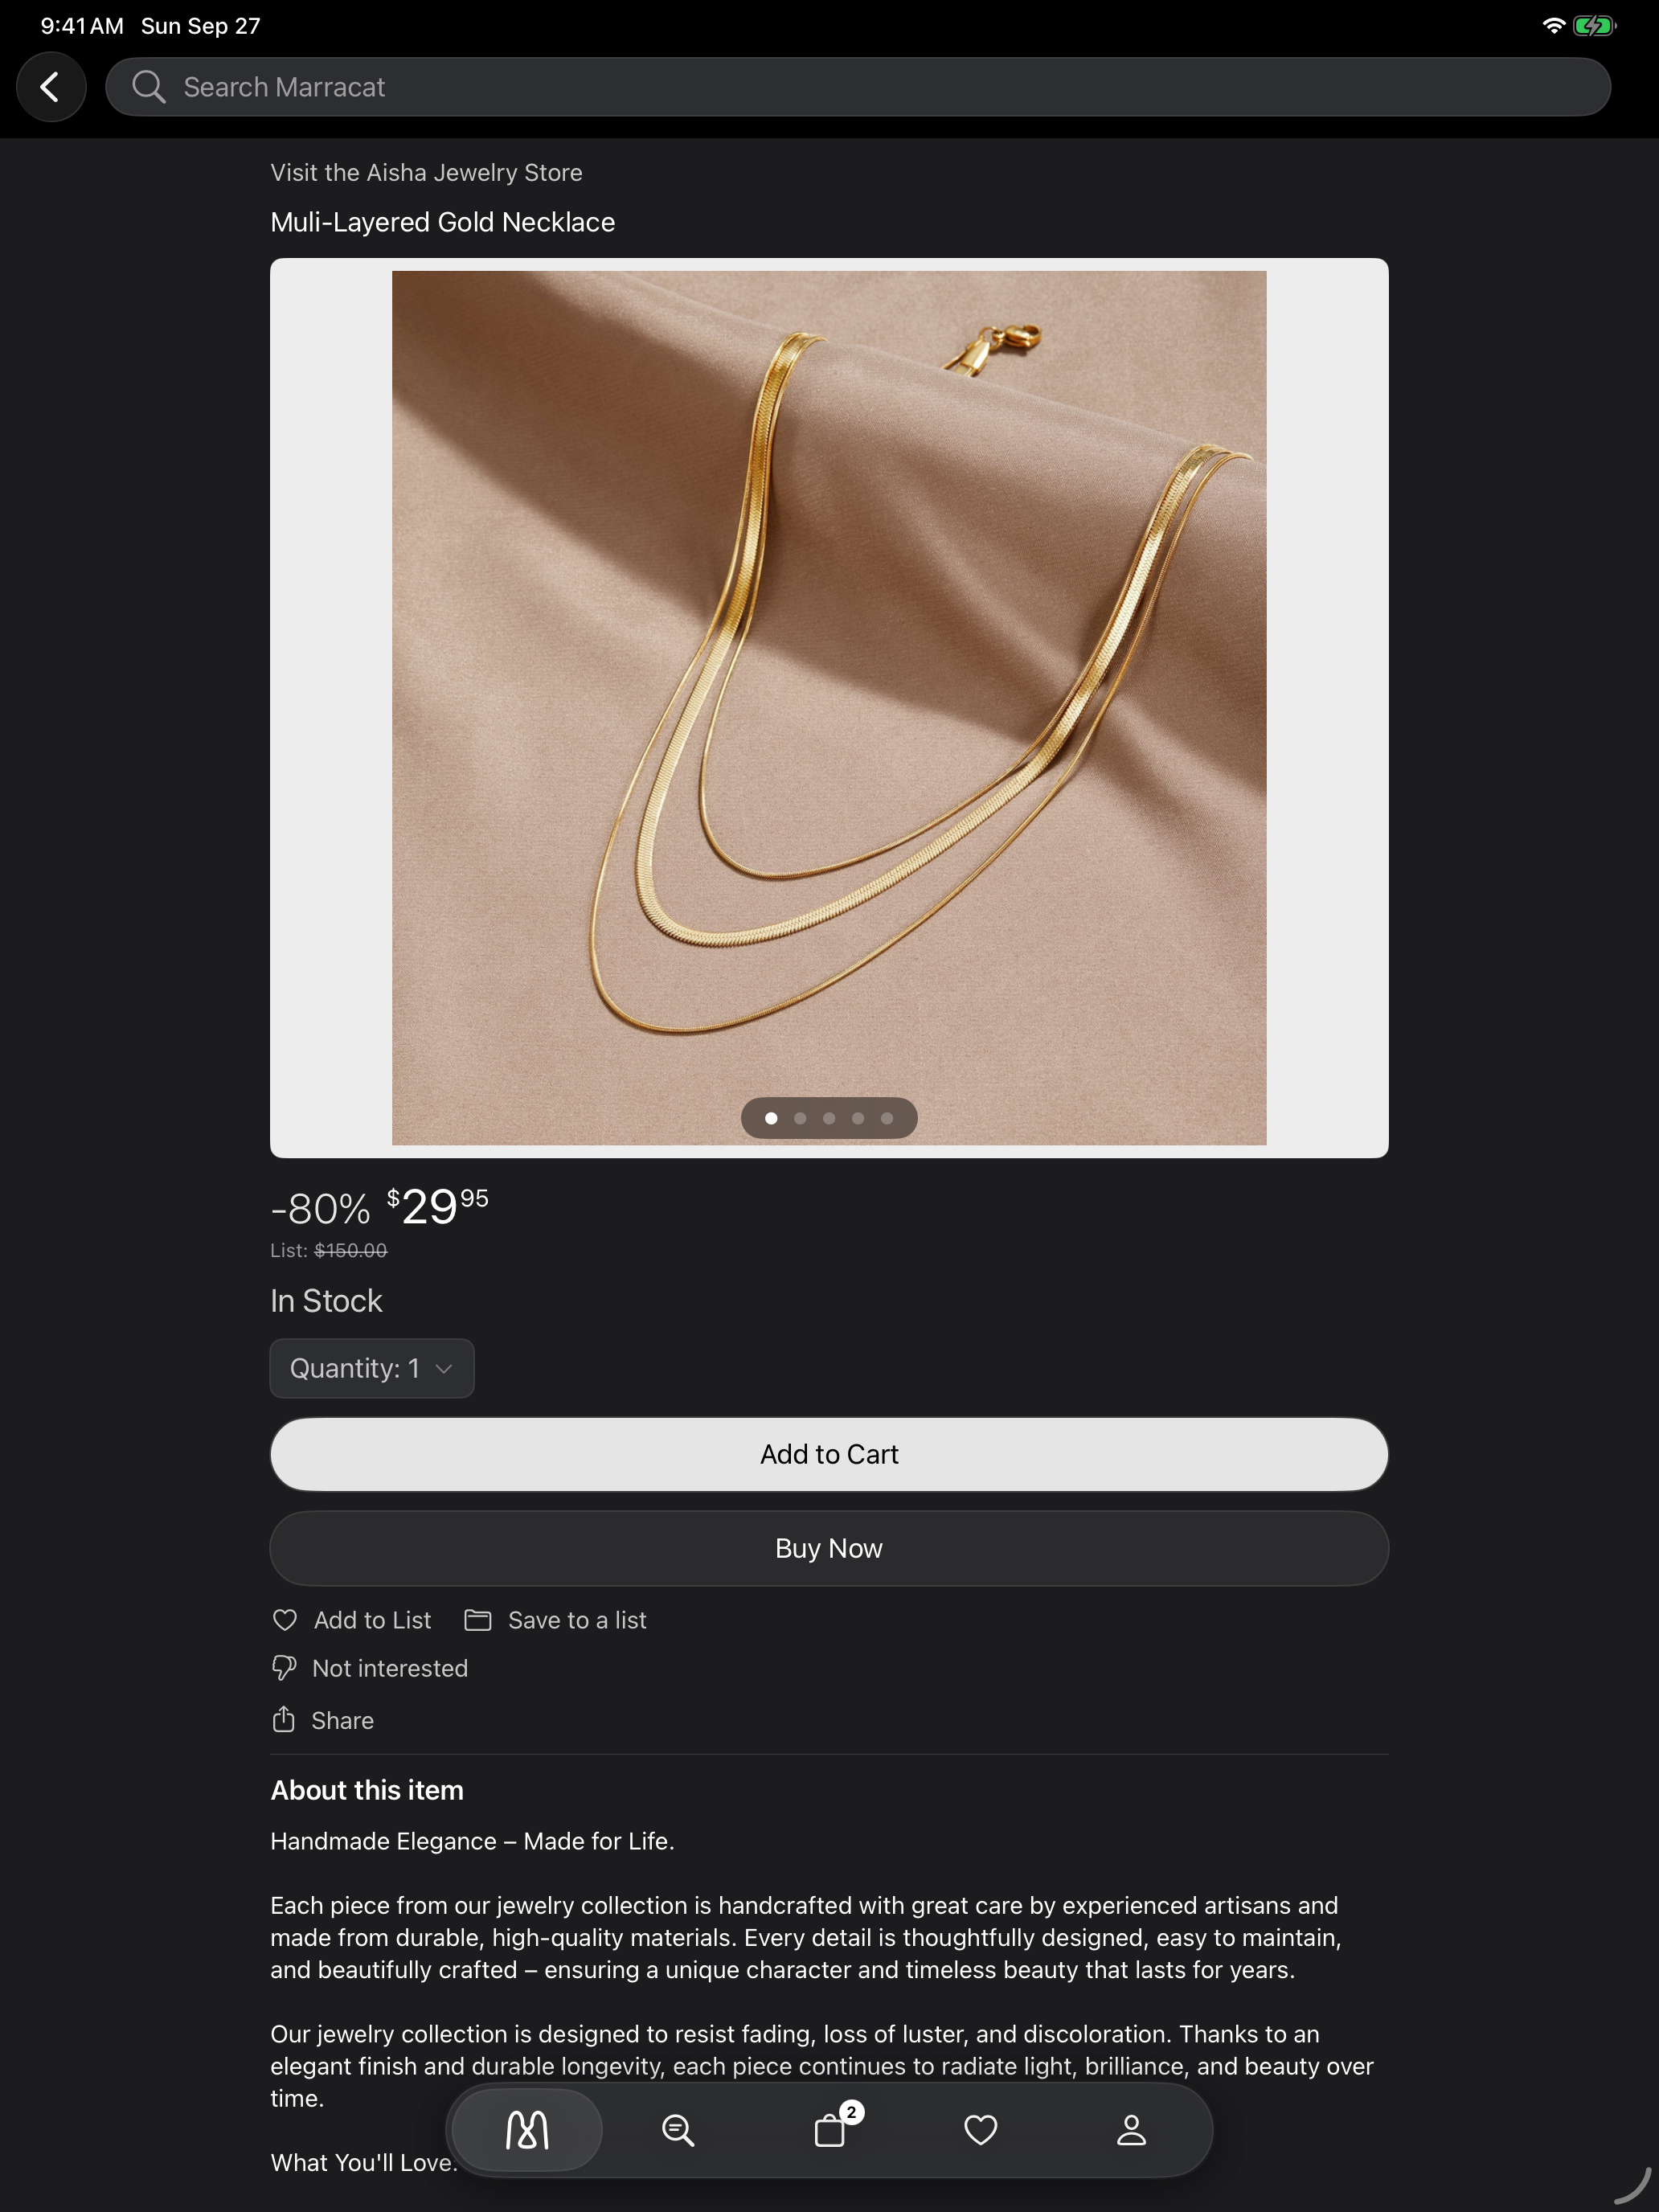 9:41 AM Sun Sep 27
Search Marracat
Visit the Aisha Jewelry Store
Muli-Layered Gold Necklace
-80% $29.95
List: $150.00
In Stock
Quantity: 1
Add to Cart
Buy Now
Add to List Save to a list
Not interested
Share
About this item
Handmade Elegance – Made for Life.
Each piece from our jewelry collection is handcrafted with great care by experienced artisans and
made from durable, high-quality materials. Every detail is thoughtfully designed, easy to maintain,
and beautifully crafted – ensuring a unique character and timeless beauty that lasts for years.
Our jewelry collection is designed to resist fading, loss of luster, and discoloration. Thanks to an
elegant finish and durable longevity, each piece continues to radiate light, brilliance, and beauty over
time.
2
What You'll Love: